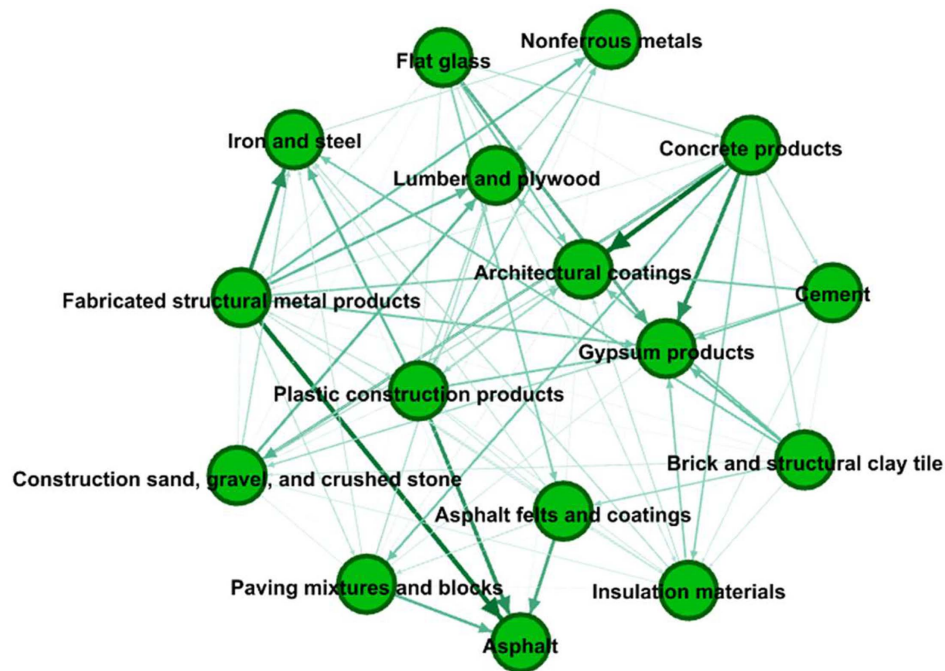 Nonferrous metals
Flat glass
Iron and steel
Concrete products
Lumber and plywood
Architectural coatings
Fabricated structural metal products
Cement
Gypsum products
Plastic construction products
Brick and structural clay tile
Construction sand, gravel, and crushed stone
Asphalt felts and coatings
Paving mixtures and blocks
Insulation materials
Asphalt